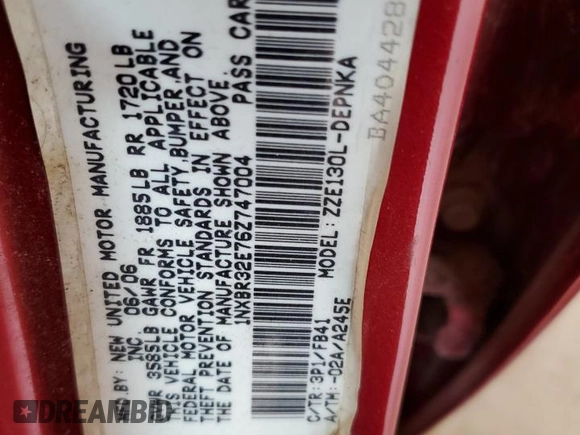 MFD.BY: NEW UNITED MOTOR MANUFACTURING
INC 06/06
3585LB GAWR FR 1885LB RR 1720LB
THIS VEHICLE CONFORMS TO ALL APPLICABLE
FEDERAL MOTOR VEHICLE SAFETY,BUMPER,AND
THEFT PREVENTION STANDARDS IN EFFECT ON
THE DATE OF MANUFACTURE SHOWN ABOVE.
1NXBR32E76Z747004 PASS CAR
C/TR: 3P1/FB41 MODEL: ZZE130L-DEPNKA
A/TM: -02A/A245E
BA404428
DREAMBID